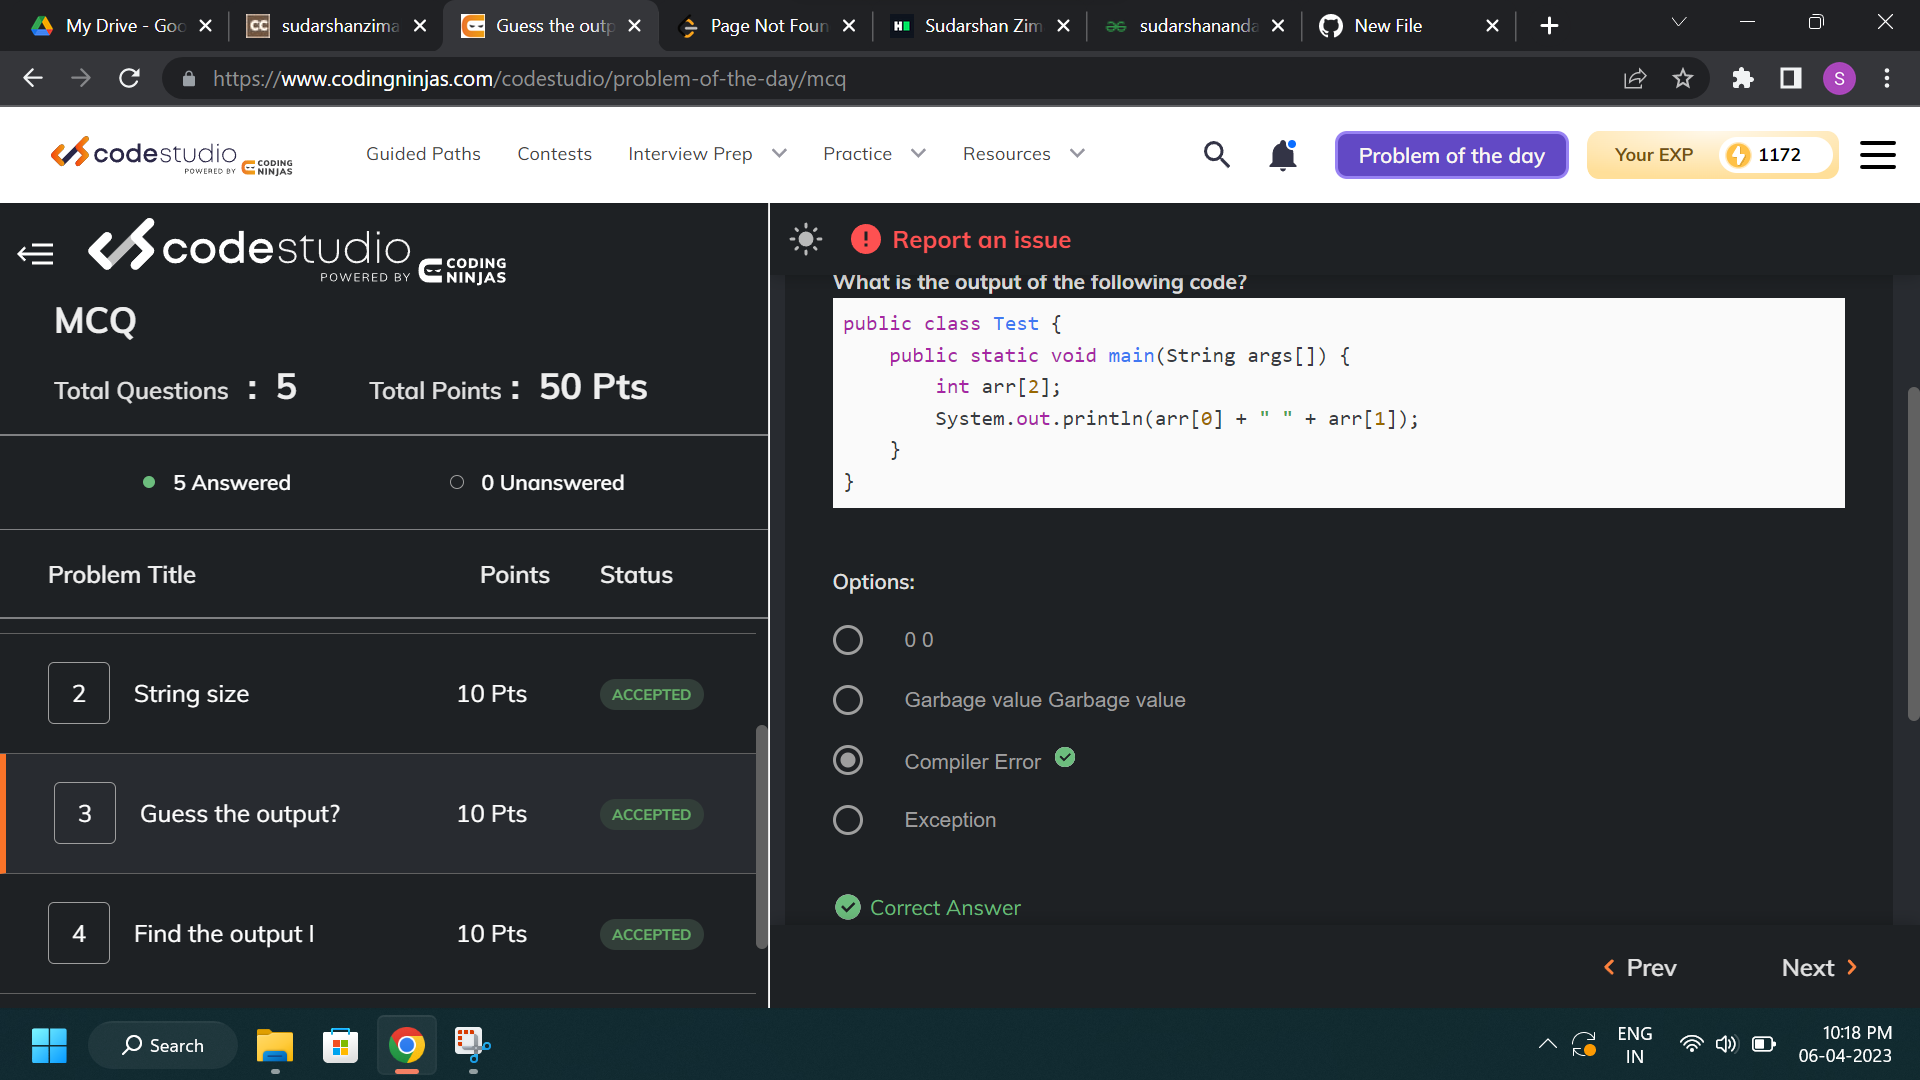 My Drive - Goo
sudarshanzima
Guess the outp
Page Not Foun
Sudarshan Zim
sudarshananda
New File
https://www.codingninjas.com/codestudio/problem-of-the-day/mcq
S
codestudio
POWERED BY CODING NINJAS
Guided Paths
Contests
Interview Prep
Practice
Resources
Problem of the day
Your EXP
1172
codestudio
POWERED BY CODING NINJAS
MCQ
Total Questions : 5
Total Points : 50 Pts
5 Answered
0 Unanswered
Problem Title
Points
Status
2 String size 10 Pts ACCEPTED
3 Guess the output? 10 Pts ACCEPTED
4 Find the output I 10 Pts ACCEPTED
Report an issue
What is the output of the following code?
public class Test {
public static void main(String args[]) {
int arr[2];
System.out.println(arr[0] + " " + arr[1]);
}
}
Options:
0 0
Garbage value Garbage value
Compiler Error
Exception
Correct Answer
Prev
Next
Search
ENG
IN
10:18 PM
06-04-2023